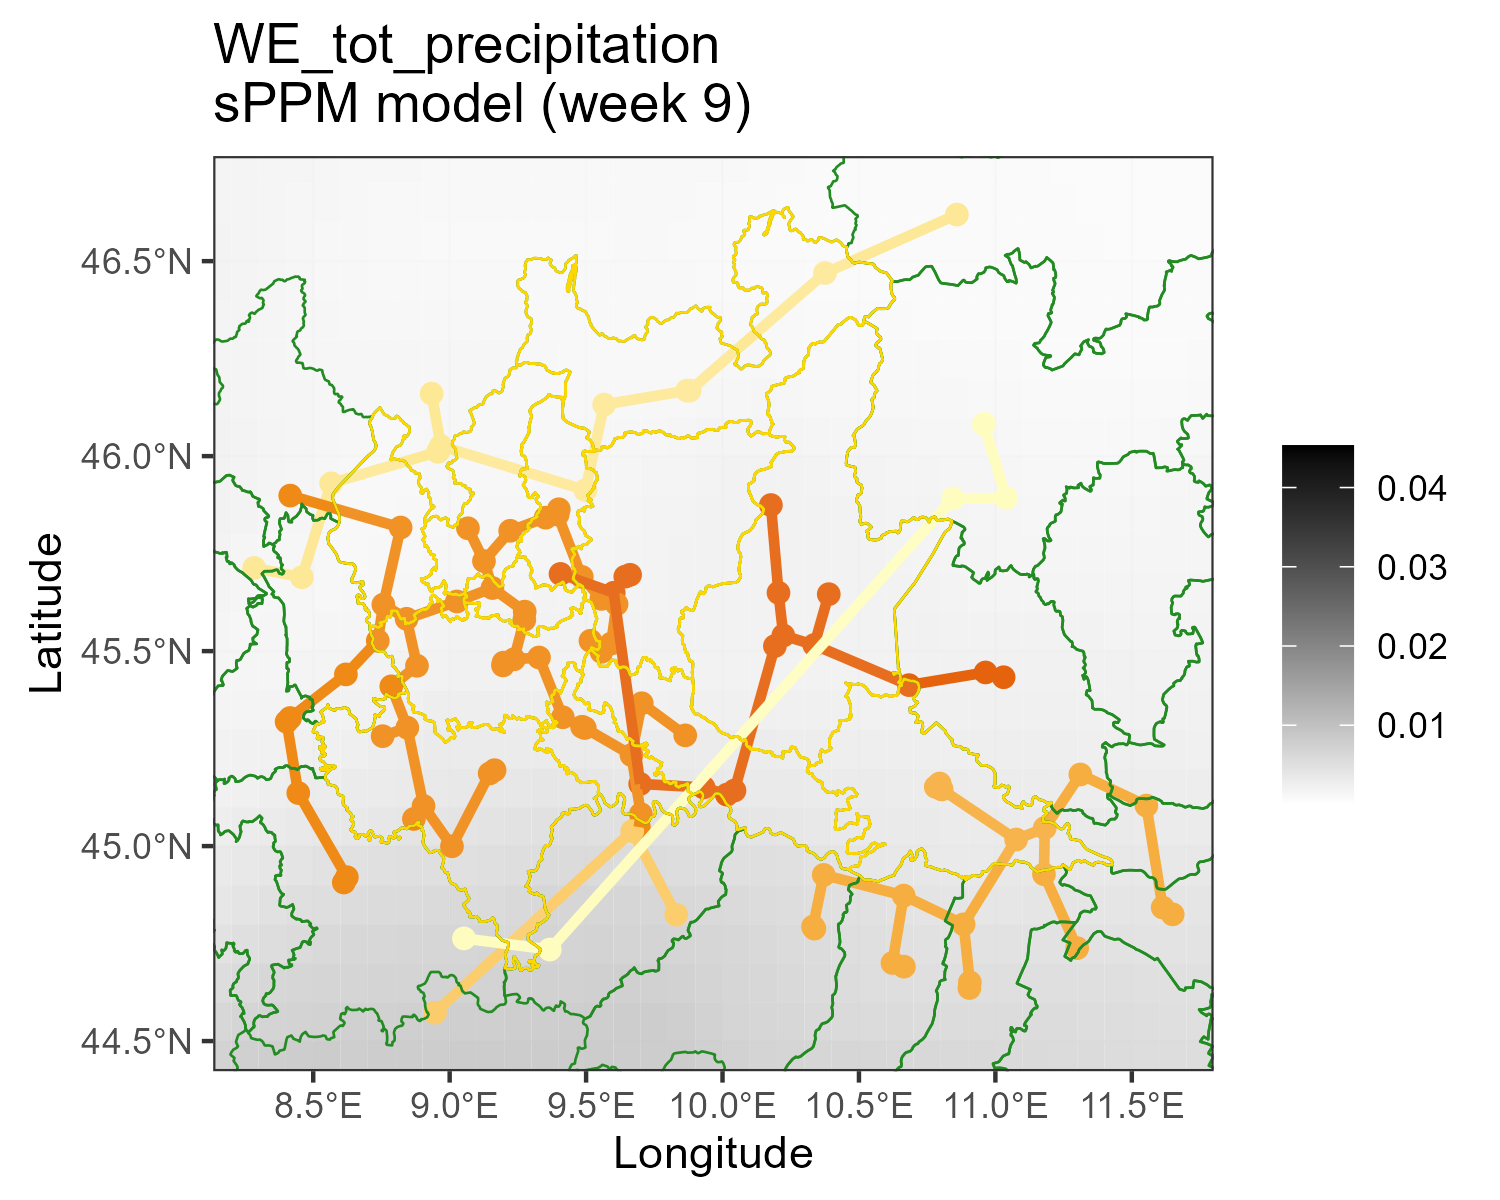 WE_tot_precipitation
sPPM model (week 9)
46.5°N
46.0°N
45.5°N
45.0°N
44.5°N
Latitude
8.5°E 9.0°E 9.5°E 10.0°E 10.5°E 11.0°E 11.5°E
Longitude
0.04
0.03
0.02
0.01